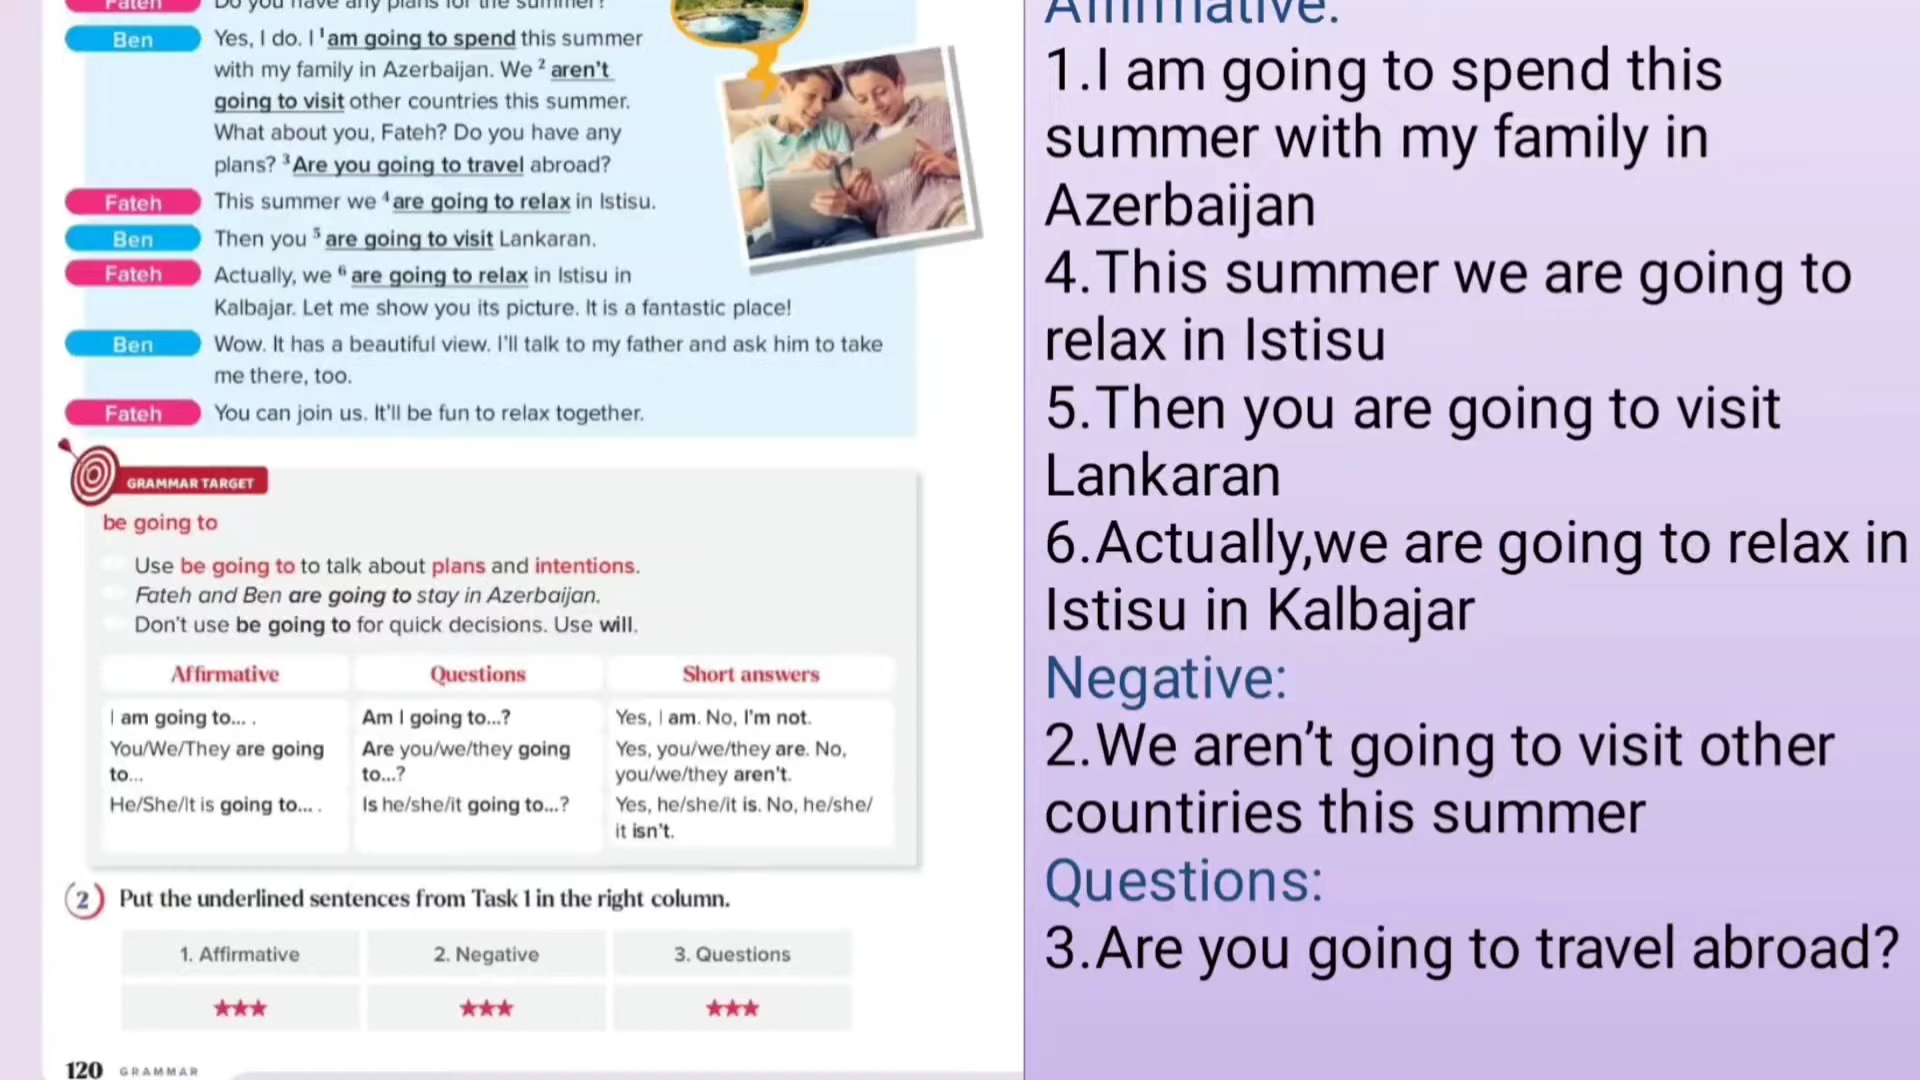 Fateh Do you have any plans for the summer?
Ben Yes, I do. I ¹am going to spend this summer
with my family in Azerbaijan. We ² aren't
going to visit other countries this summer.
What about you, Fateh? Do you have any
plans? ³Are you going to travel abroad?
Fateh This summer we ⁴are going to relax in Istisu.
Ben Then you ⁵ are going to visit Lankaran.
Fateh Actually, we ⁶ are going to relax in Istisu in
Kalbajar. Let me show you its picture. It is a fantastic place!
Ben Wow. It has a beautiful view. I'll talk to my father and ask him to take
me there, too.
Fateh You can join us. It'll be fun to relax together.
GRAMMAR TARGET
be going to
Use be going to to talk about plans and intentions.
Fateh and Ben are going to stay in Azerbaijan.
Don't use be going to for quick decisions. Use will.
Affirmative Questions Short answers
I am going to... . Am I going to...? Yes, I am. No, I'm not.
You/We/They are going Are you/we/they going Yes, you/we/they are. No,
to... to...? you/we/they aren't.
He/She/It is going to... . Is he/she/it going to...? Yes, he/she/it is. No, he/she/
it isn't.
2 Put the underlined sentences from Task 1 in the right column.
1. Affirmative 2. Negative 3. Questions
★★★ ★★★ ★★★
120 GRAMMAR
Affirmative:
1.I am going to spend this
summer with my family in
Azerbaijan
4.This summer we are going to
relax in Istisu
5.Then you are going to visit
Lankaran
6.Actually,we are going to relax in
Istisu in Kalbajar
Negative:
2.We aren't going to visit other
countiries this summer
Questions:
3.Are you going to travel abroad?